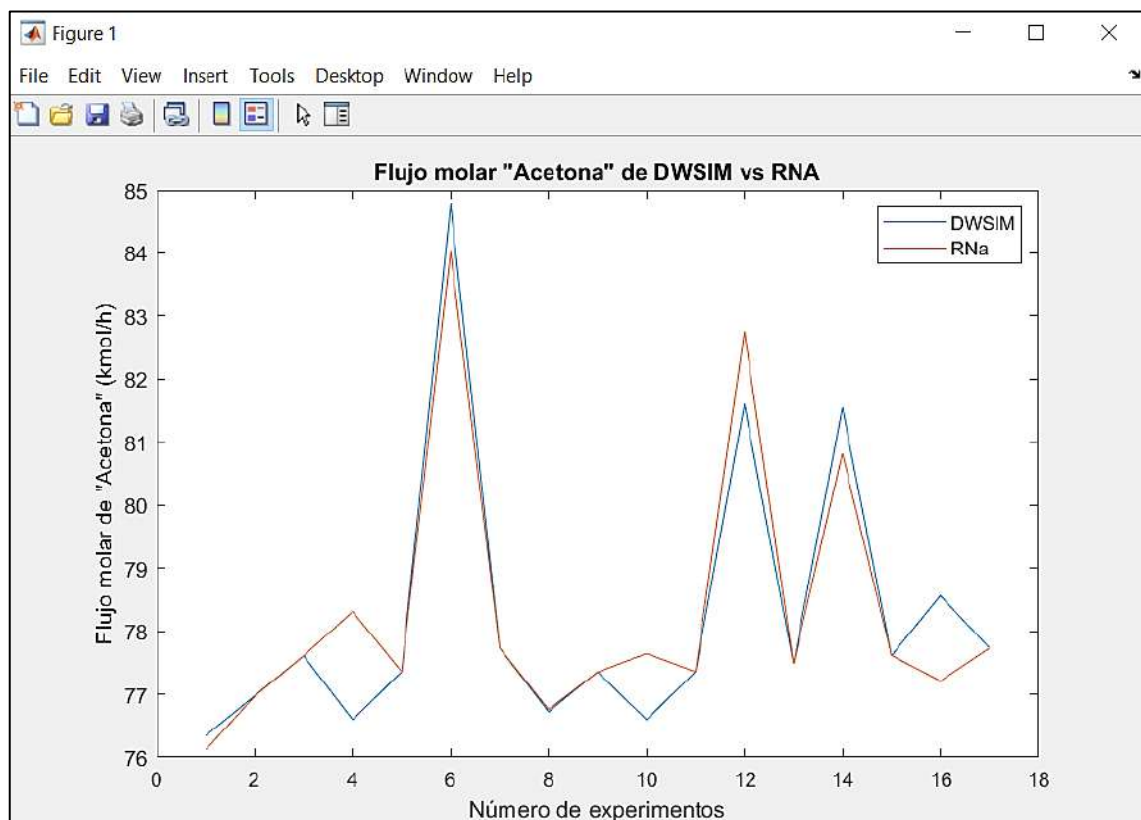 Figure 1
File Edit View Insert Tools Desktop Window Help
Flujo molar "Acetona" de DWSIM vs RNA
85
84
83
82
81
80
79
78
77
76
Flujo molar de "Acetona" (kmol/h)
DWSIM
RNa
0 2 4 6 8 10 12 14 16 18
Número de experimentos